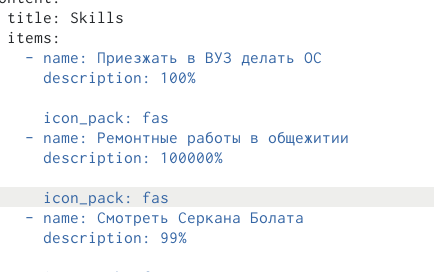 title: Skills
items:
- name: Приезжать в ВУЗ делать ОС
description: 100%
icon_pack: fas
- name: Ремонтные работы в общежитии
description: 100000%
icon_pack: fas
- name: Смотреть Серкана Болата
description: 99%